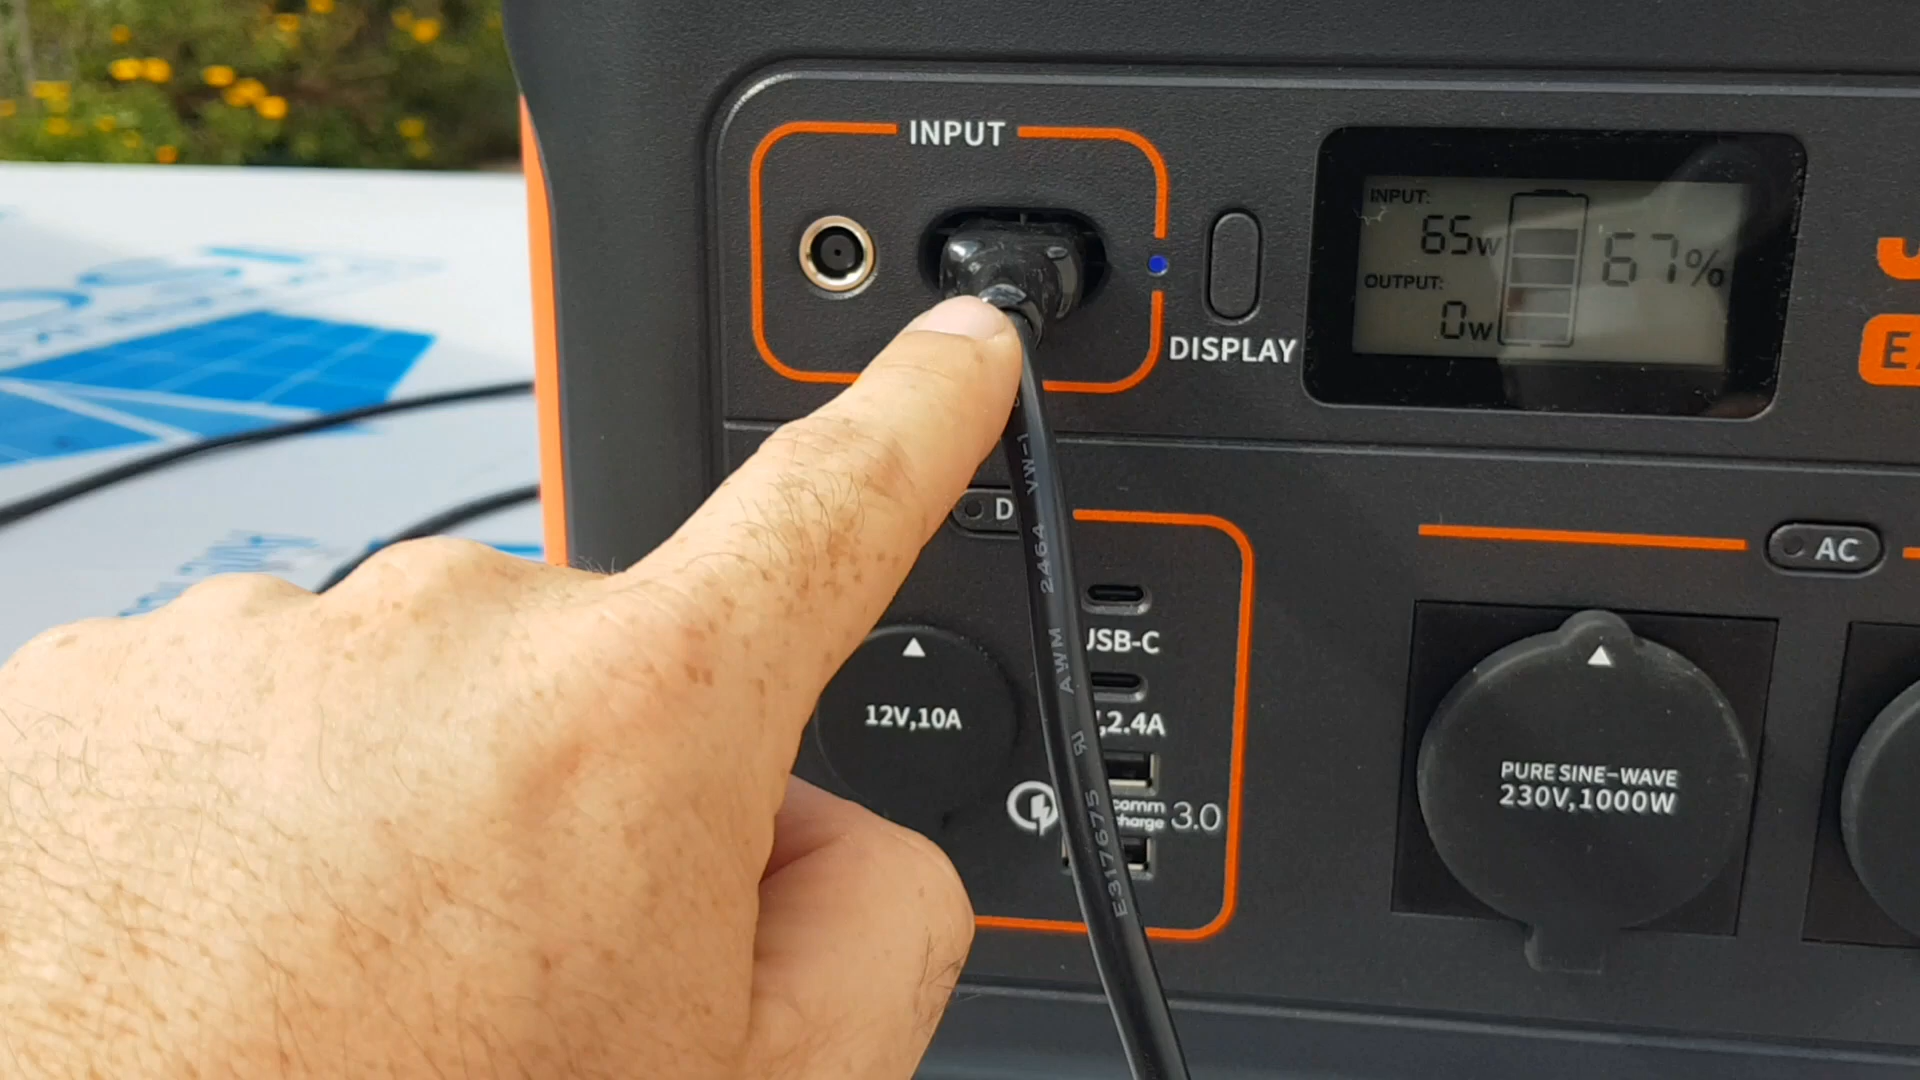 INPUT
INPUT:
65W
67%
OUTPUT:
0W
DISPLAY
AC
USB-C
12V,10A
,2.4A
3.0
PURE SINE-WAVE
230V,1000W
E317675 AWM 2464 VW-1